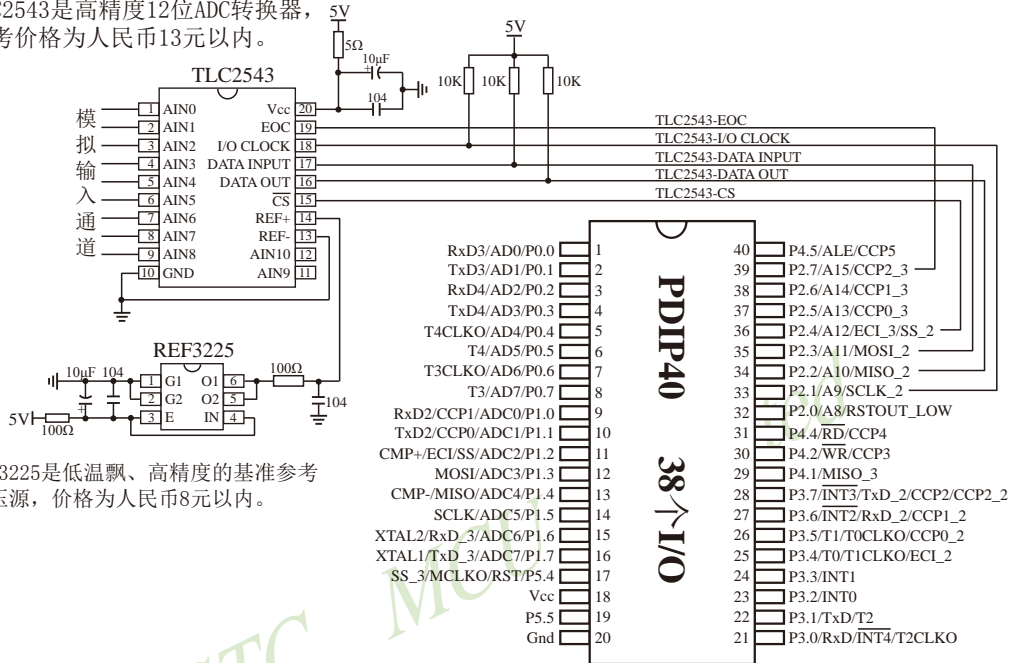 C2543是高精度12位ADC转换器，
考价格为人民币13元以内。
5V
5Ω
10μF
+
104
5V
10K
10K
10K
TLC2543
模拟输入通道
1 AIN0
2 AIN1
3 AIN2
4 AIN3
5 AIN4
6 AIN5
7 AIN6
8 AIN7
9 AIN8
10 GND
Vcc 20
EOC 19
I/O CLOCK 18
DATA INPUT 17
DATA OUT 16
CS 15
REF+ 14
REF- 13
AIN10 12
AIN9 11
TLC2543-EOC
TLC2543-I/O CLOCK
TLC2543-DATA INPUT
TLC2543-DATA OUT
TLC2543-CS
REF3225
10μF 104
+
5V
100Ω
1 G1
2 G2
3 E
O1 6
O2 5
IN 4
100Ω
104
3225是低温飘、高精度的基准参考
压源，价格为人民币8元以内。
PDIP40
38个I/O
RxD3/AD0/P0.0 1
TxD3/AD1/P0.1 2
RxD4/AD2/P0.2 3
TxD4/AD3/P0.3 4
T4CLKO/AD4/P0.4 5
T4/AD5/P0.5 6
T3CLKO/AD6/P0.6 7
T3/AD7/P0.7 8
RxD2/CCP1/ADC0/P1.0 9
TxD2/CCP0/ADC1/P1.1 10
CMP+/ECI/SS/ADC2/P1.2 11
MOSI/ADC3/P1.3 12
CMP-/MISO/ADC4/P1.4 13
SCLK/ADC5/P1.5 14
XTAL2/RxD_3/ADC6/P1.6 15
XTAL1/TxD_3/ADC7/P1.7 16
SS_3/MCLKO/RST/P5.4 17
Vcc 18
P5.5 19
Gnd 20
40 P4.5/ALE/CCP5
39 P2.7/A15/CCP2_3
38 P2.6/A14/CCP1_3
37 P2.5/A13/CCP0_3
36 P2.4/A12/ECI_3/SS_2
35 P2.3/A11/MOSI_2
34 P2.2/A10/MISO_2
33 P2.1/A9/SCLK_2
32 P2.0/A8/RSTOUT_LOW
31 P4.4/RD/CCP4
30 P4.2/WR/CCP3
29 P4.1/MISO_3
28 P3.7/INT3/TxD_2/CCP2/CCP2_2
27 P3.6/INT2/RxD_2/CCP1_2
26 P3.5/T1/T0CLKO/CCP0_2
25 P3.4/T0/T1CLKO/ECI_2
24 P3.3/INT1
23 P3.2/INT0
22 P3.1/TxD/T2
21 P3.0/RxD/INT4/T2CLKO
STC MCU